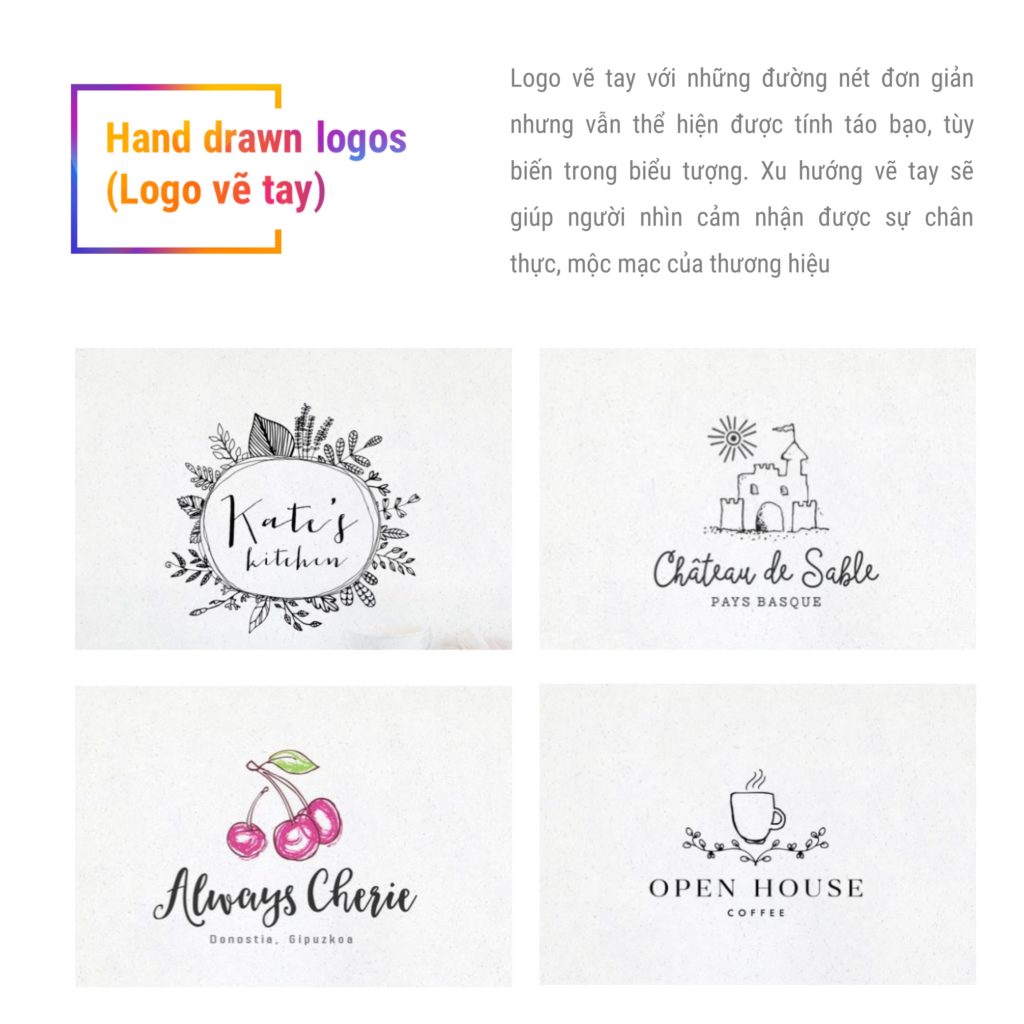 Hand drawn logos
(Logo vẽ tay)
Logo vẽ tay với những đường nét đơn giản
nhưng vẫn thể hiện được tính táo bạo, tùy
biến trong biểu tượng. Xu hướng vẽ tay sẽ
giúp người nhìn cảm nhận được sự chân
thực, mộc mạc của thương hiệu
Kate's
kitchen
Château de Sable
PAYS BASQUE
Always Cherie
Donostia, Gipuzkoa
OPEN HOUSE
COFFEE